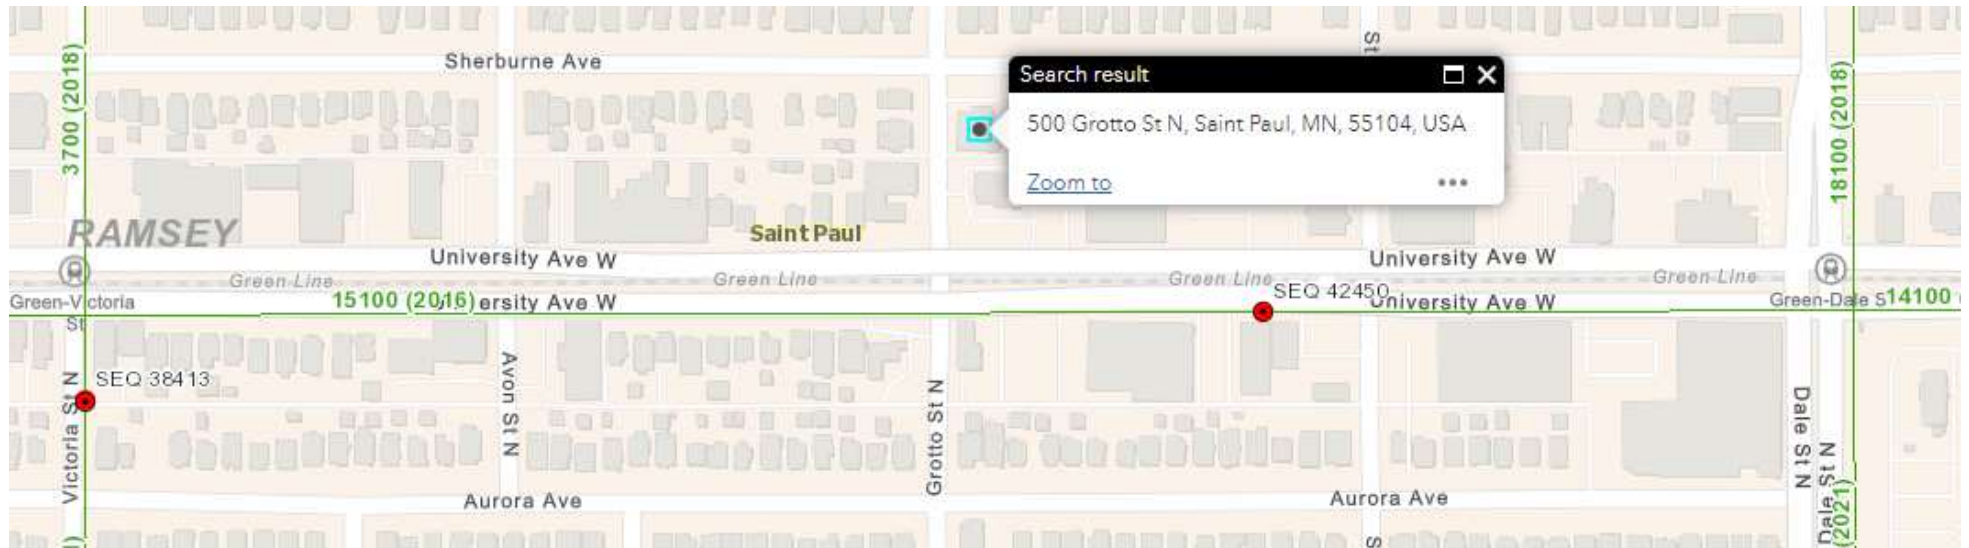 Sherburne Ave
St
Search result
500 Grotto St N, Saint Paul, MN, 55104, USA
Zoom to
3700 (2018)
18100 (2018)
RAMSEY
Saint Paul
University Ave W
University Ave W
Green Line
Green Line
Green Line
Green Line
Green-Victoria
St
15100 (2016)
ersity Ave W
SEQ 42450
University Ave W
Green-Dale S
14100
SEQ 38413
Victoria St N
Avon St N
Grotto St N
Dale St N
Dale St N
(2021)
Aurora Ave
Aurora Ave
S